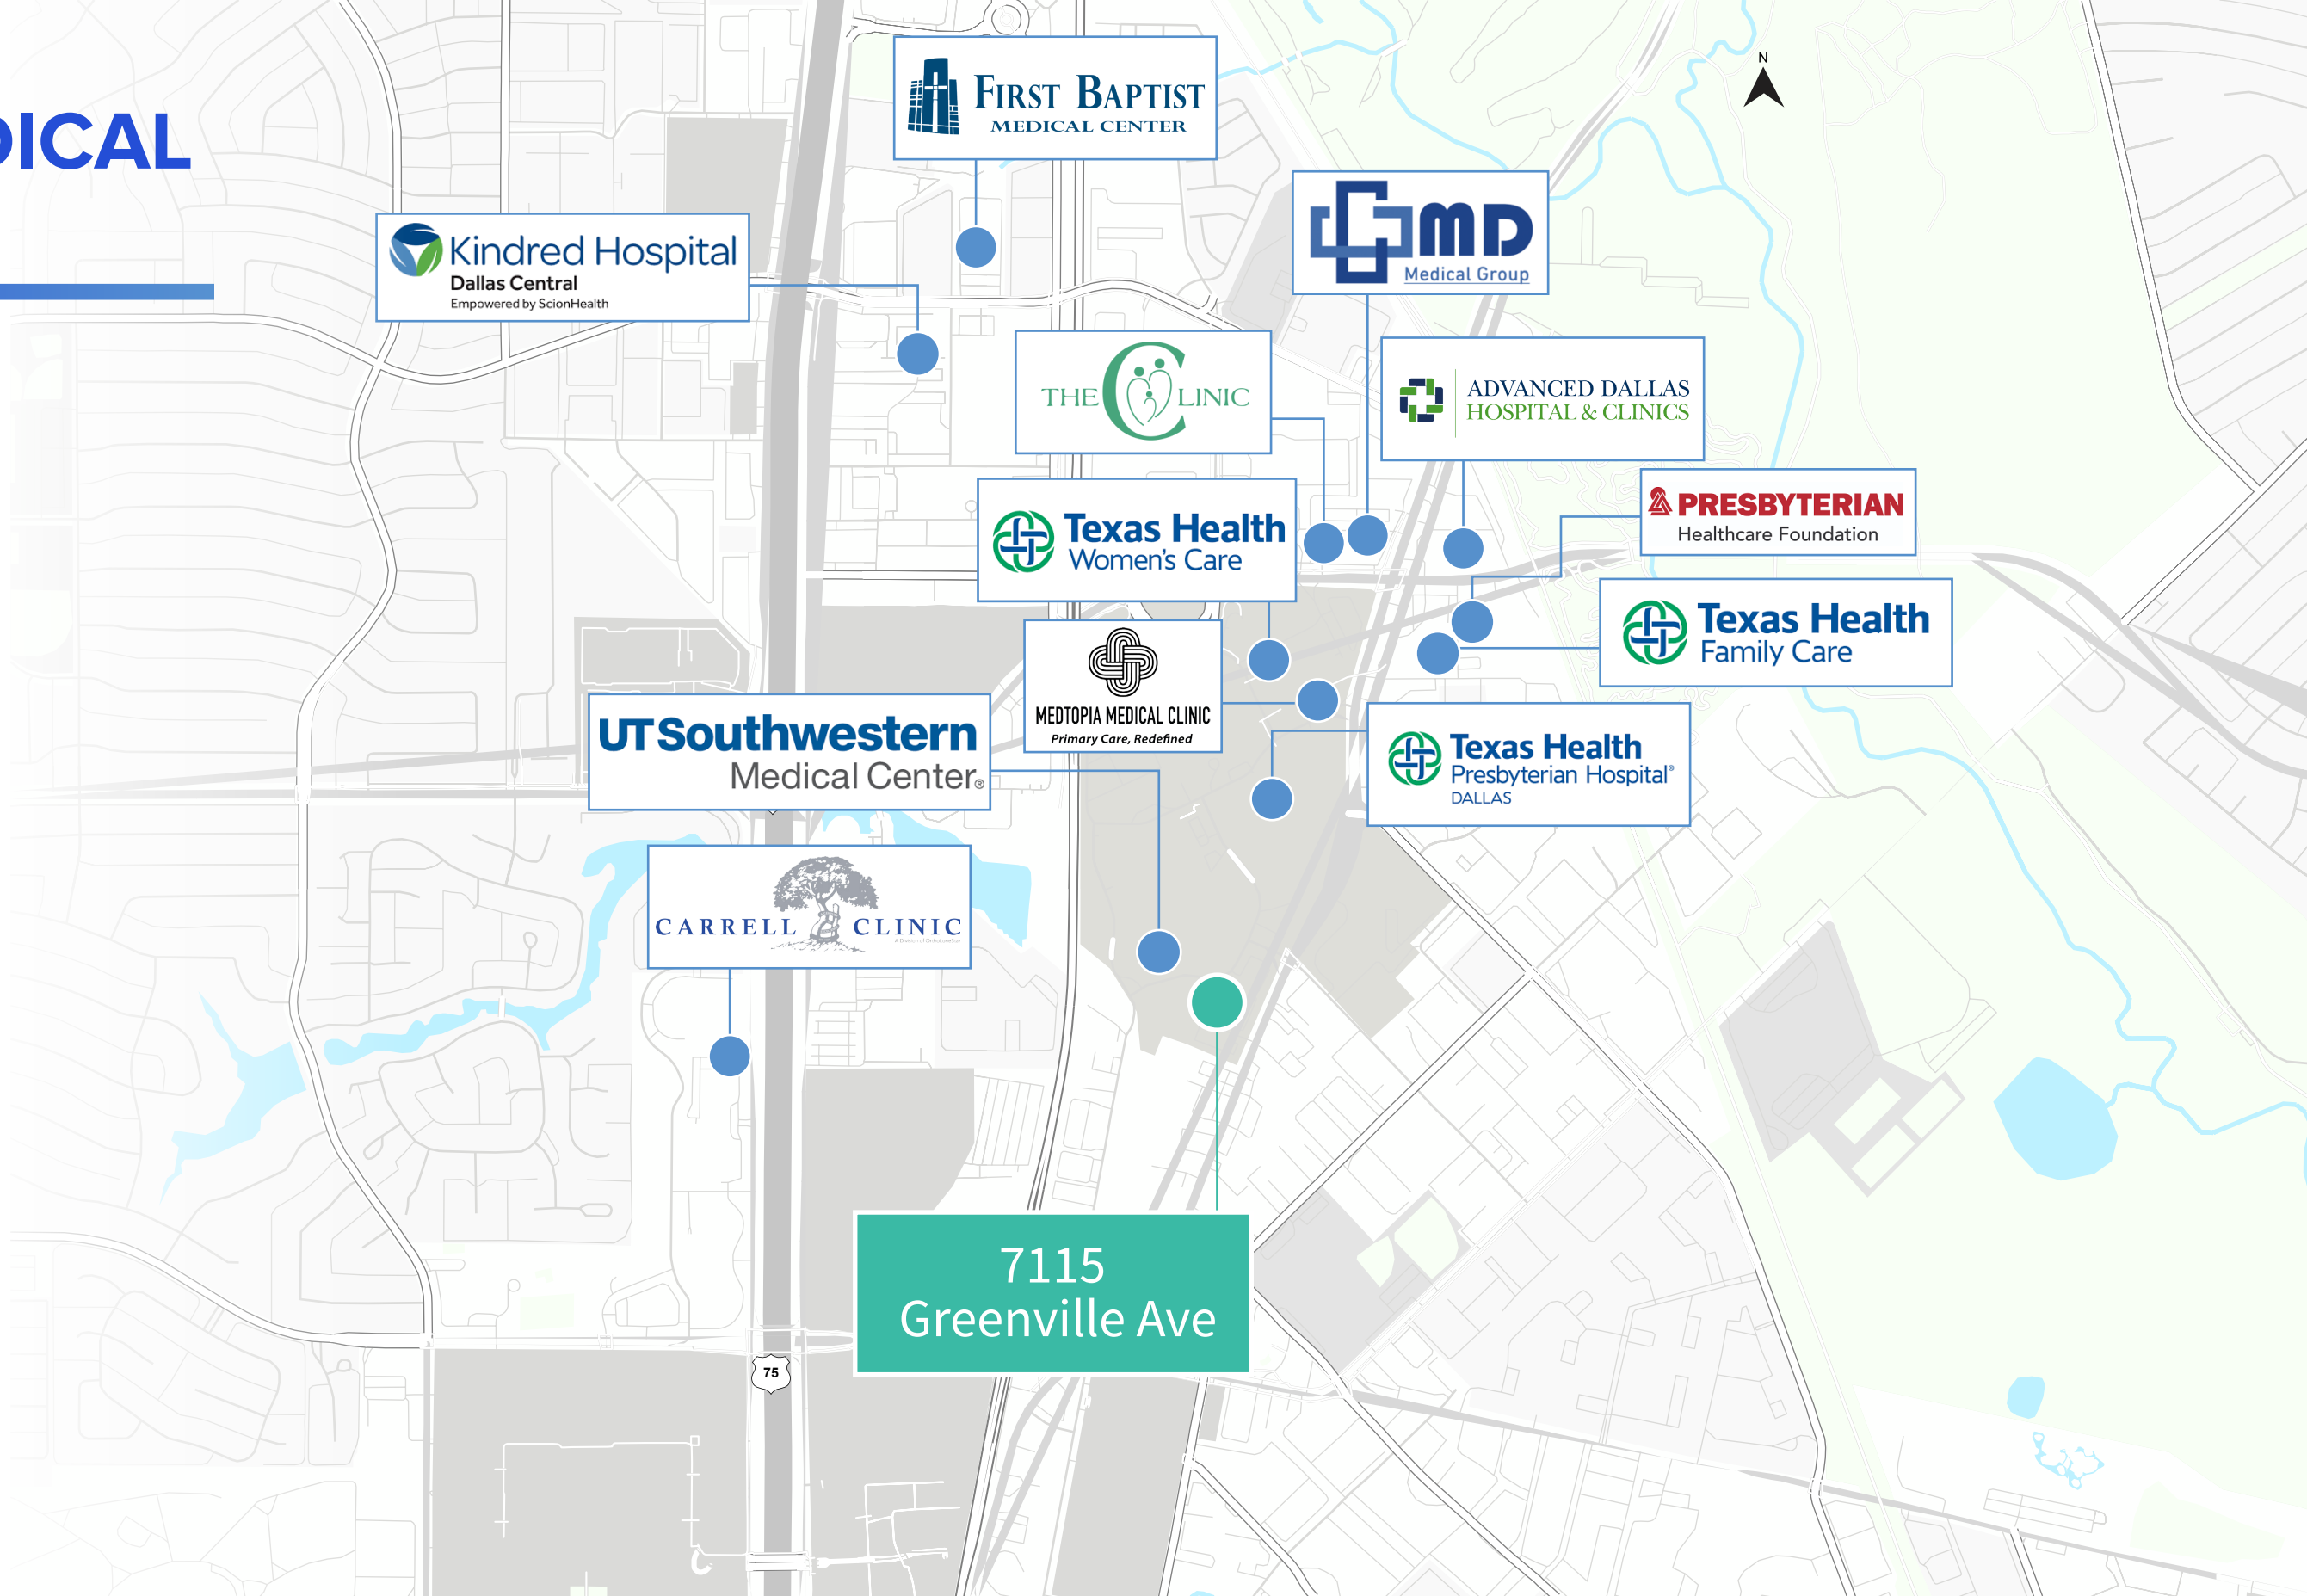 DICAL
N
FIRST BAPTIST
MEDICAL CENTER
MD
Medical Group
Kindred Hospital
Dallas Central
Empowered by ScionHealth
THE CLINIC
ADVANCED DALLAS
HOSPITAL & CLINICS
PRESBYTERIAN
Healthcare Foundation
Texas Health
Women's Care
Texas Health
Family Care
MEDTOPIA MEDICAL CLINIC
Primary Care, Redefined
UT Southwestern
Medical Center®
Texas Health
Presbyterian Hospital®
DALLAS
CARRELL CLINIC
7115
Greenville Ave
75